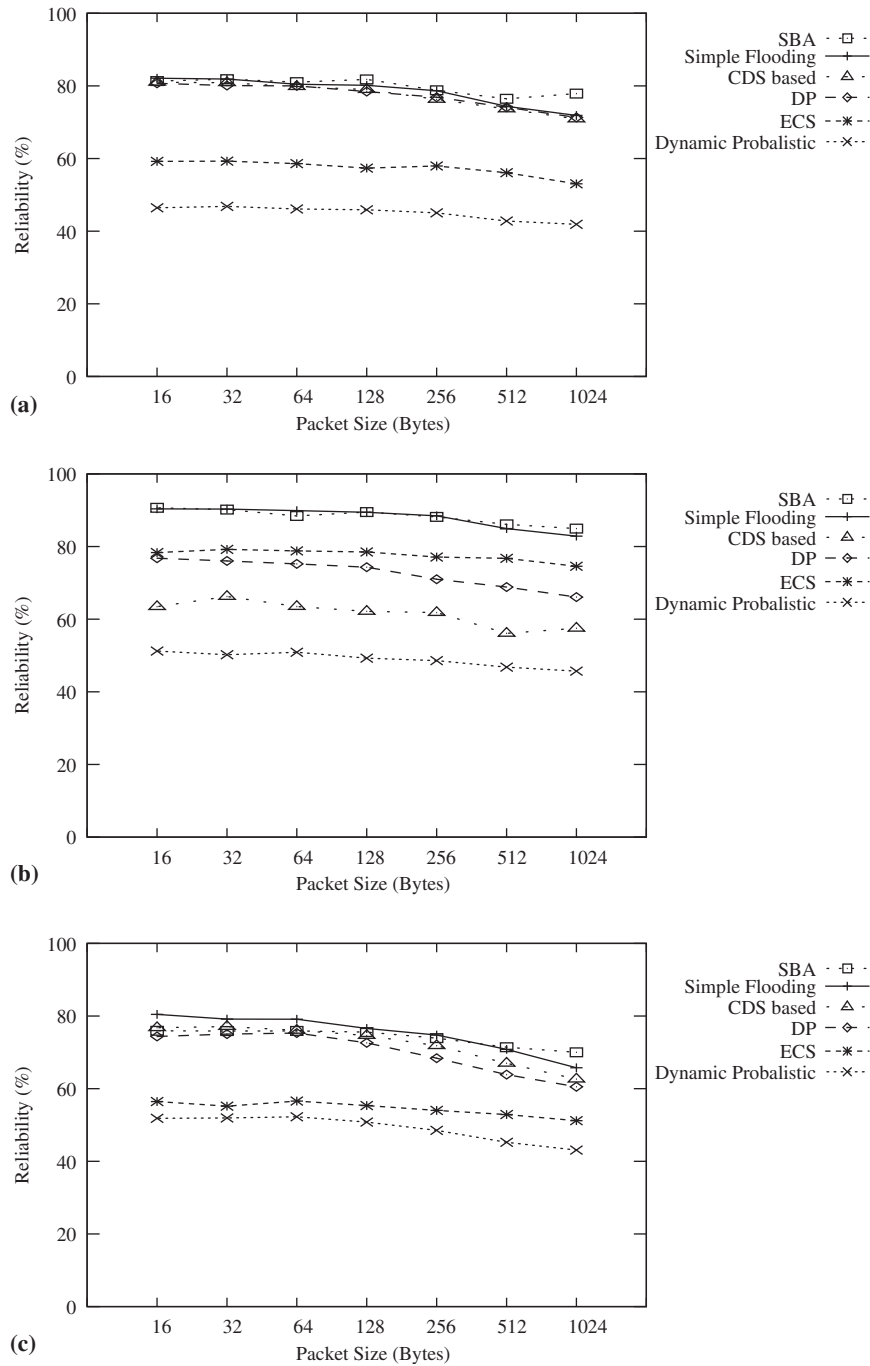 100
80
60
40
20
0
Reliability (%)
16 32 64 128 256 512 1024
Packet Size (Bytes)
SBA
Simple Flooding
CDS based
DP
ECS
Dynamic Probalistic
(a)
100
80
60
40
20
0
Reliability (%)
16 32 64 128 256 512 1024
Packet Size (Bytes)
SBA
Simple Flooding
CDS based
DP
ECS
Dynamic Probalistic
(b)
100
80
60
40
20
0
Reliability (%)
16 32 64 128 256 512 1024
Packet Size (Bytes)
SBA
Simple Flooding
CDS based
DP
ECS
Dynamic Probalistic
(c)